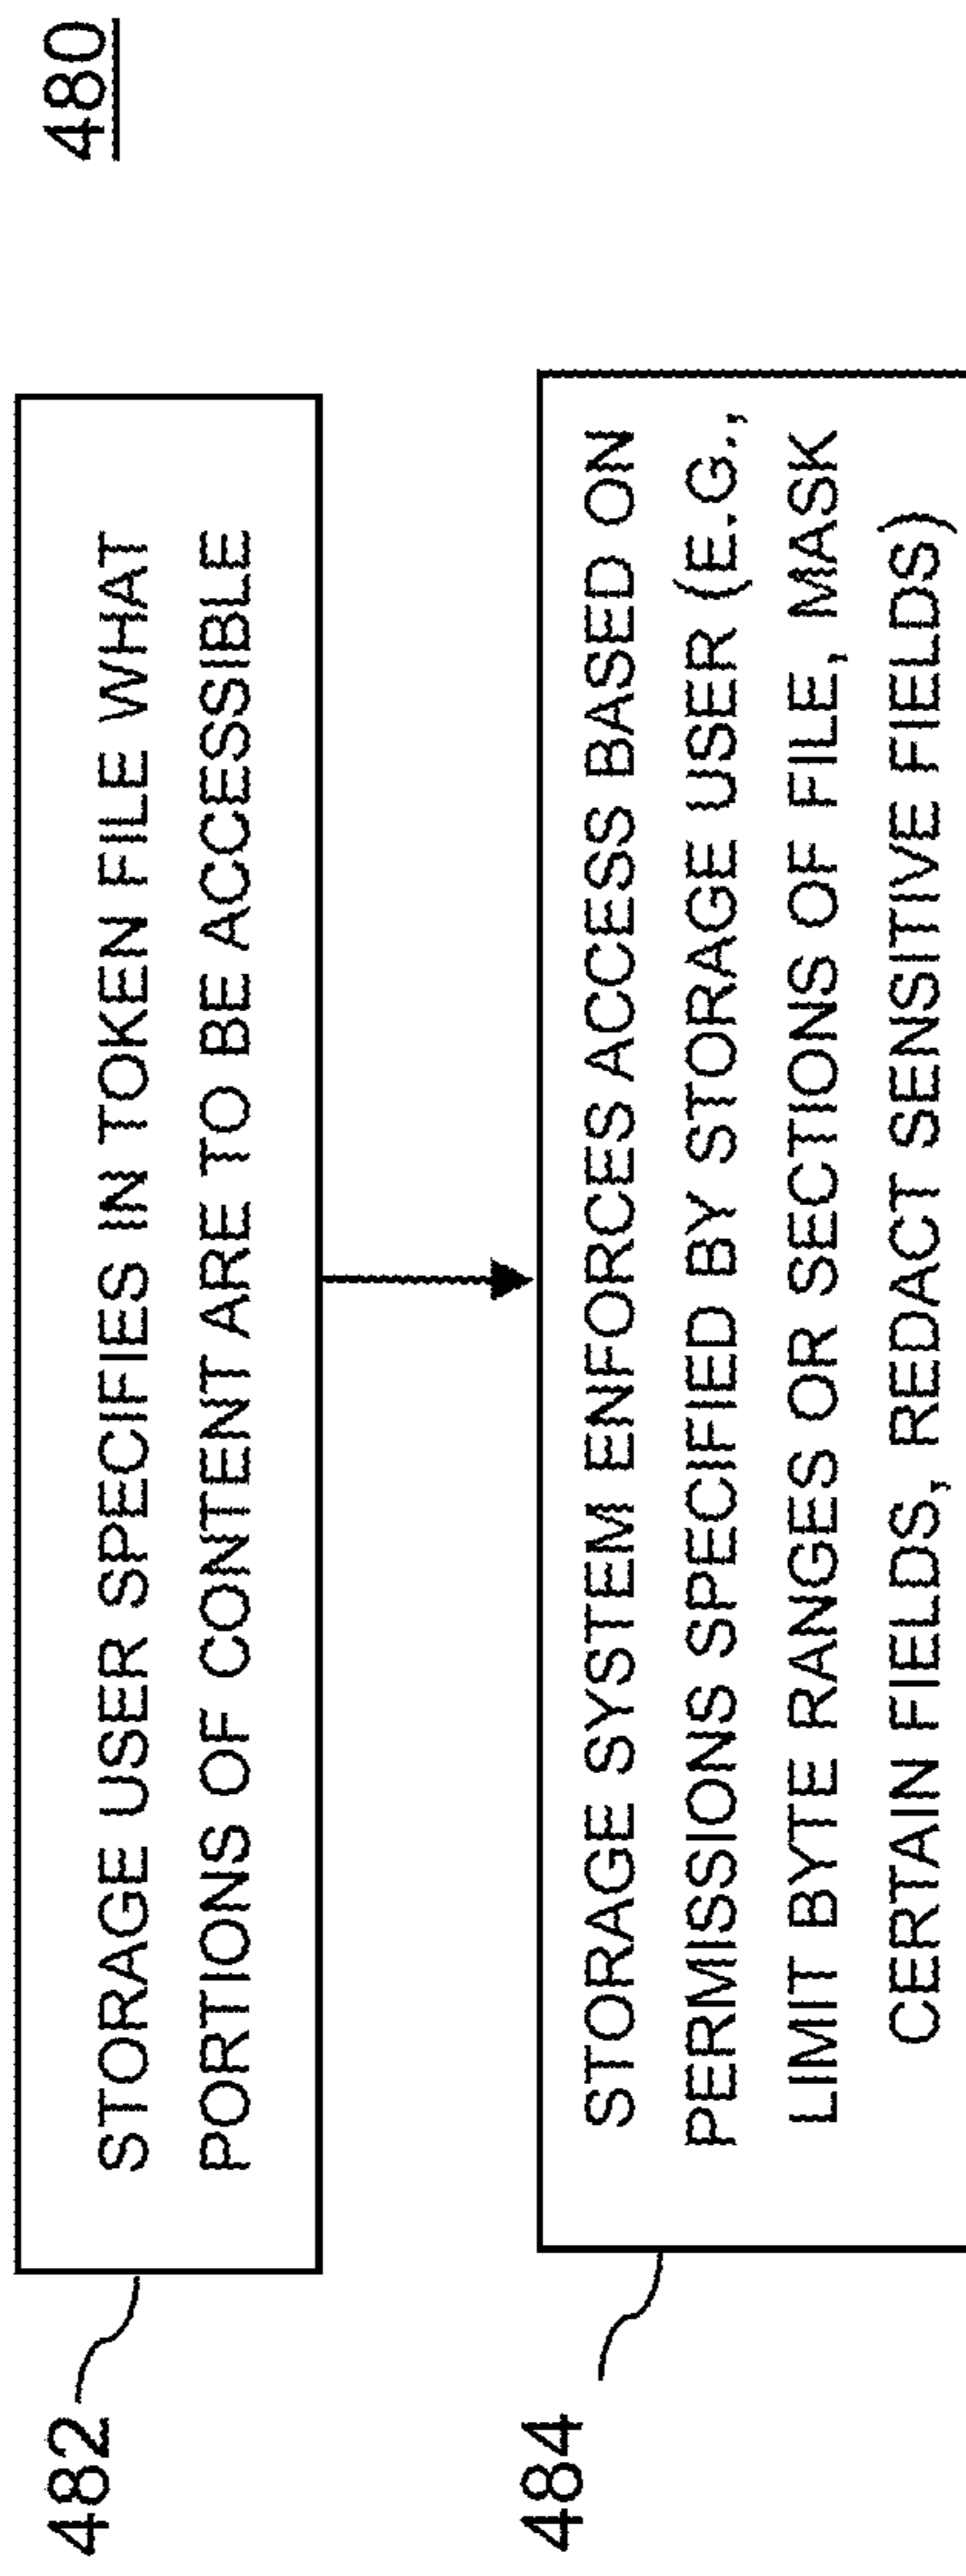 480
482
STORAGE USER SPECIFIES IN TOKEN FILE WHAT
PORTIONS OF CONTENT ARE TO BE ACCESSIBLE
484
STORAGE SYSTEM ENFORCES ACCESS BASED ON
PERMISSIONS SPECIFIED BY STORAGE USER (E.G.,
LIMIT BYTE RANGES OR SECTIONS OF FILE, MASK
CERTAIN FIELDS, REDACT SENSITIVE FIELDS)